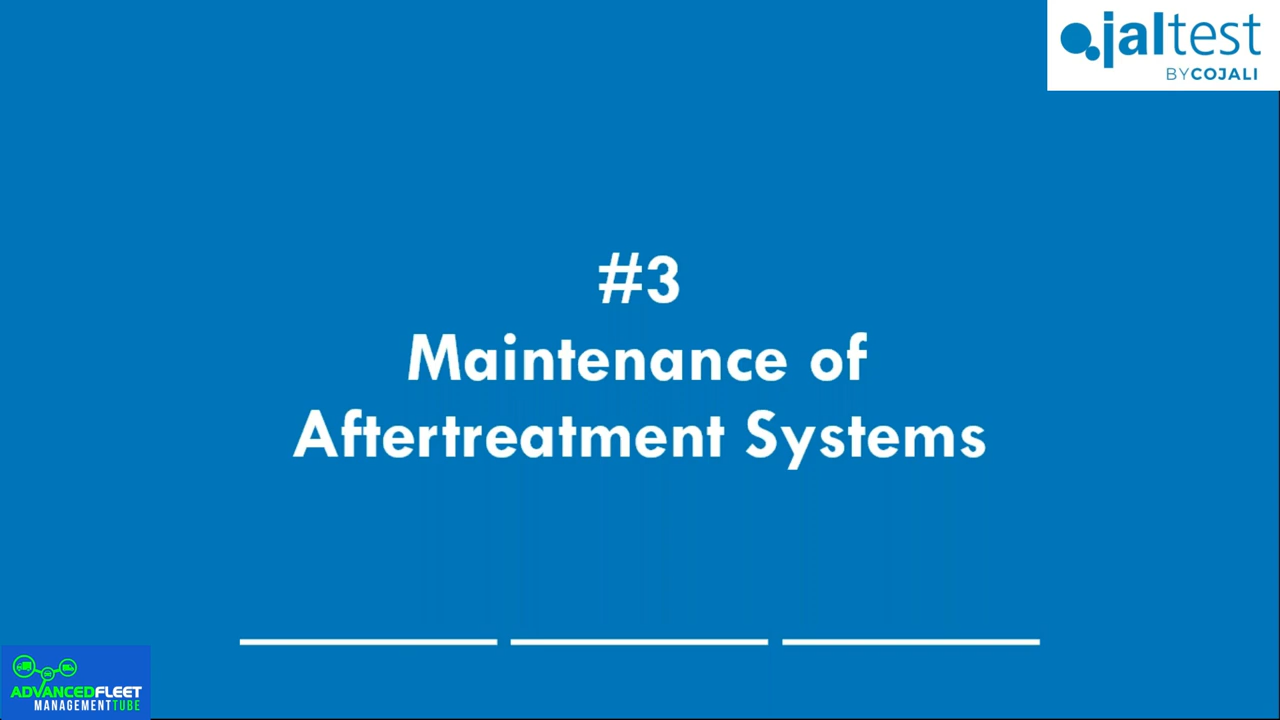 jaltest
BYCOJALI
#3
Maintenance of
Aftertreatment Systems
ADVANCEDFLEET
MANAGEMENTTUBE